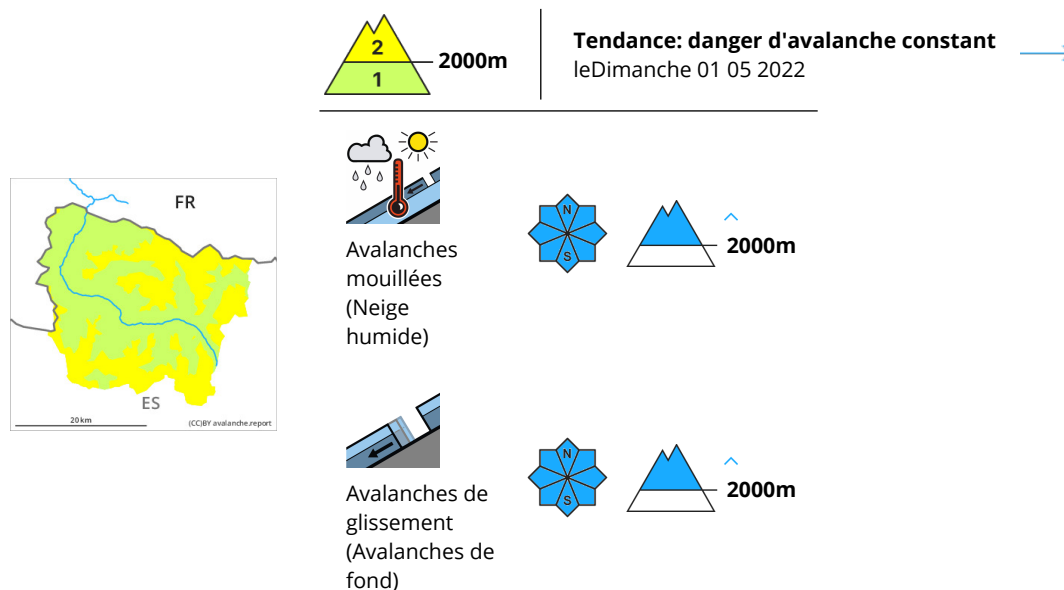 2
1
2000m
Tendance: danger d'avalanche constant
leDimanche 01 05 2022
FR
ES
20 km
(CC)BY avalanche.report
Avalanches
mouillées
(Neige
humide)
N
S
2000m
Avalanches de
glissement
(Avalanches de
fond)
N
S
2000m